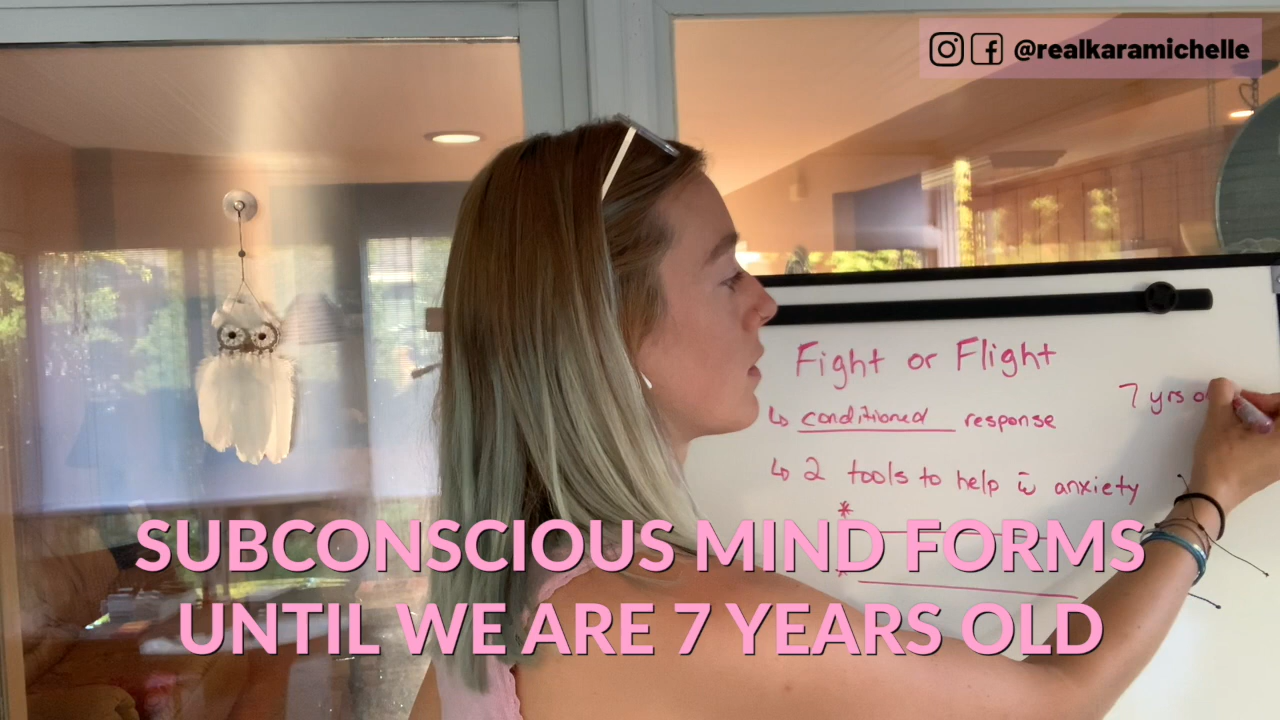 @realkaramichelle
Fight or Flight
7 yrs
↳ conditioned response
↳ 2 tools to help c̄ anxiety
*
*
SUBCONSCIOUS MIND FORMS
UNTIL WE ARE 7 YEARS OLD